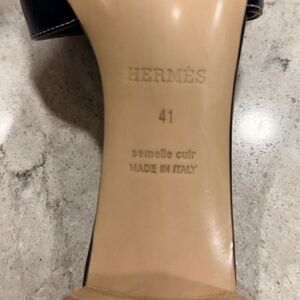 HERMÈS
41
semelle cuir
MADE IN ITALY